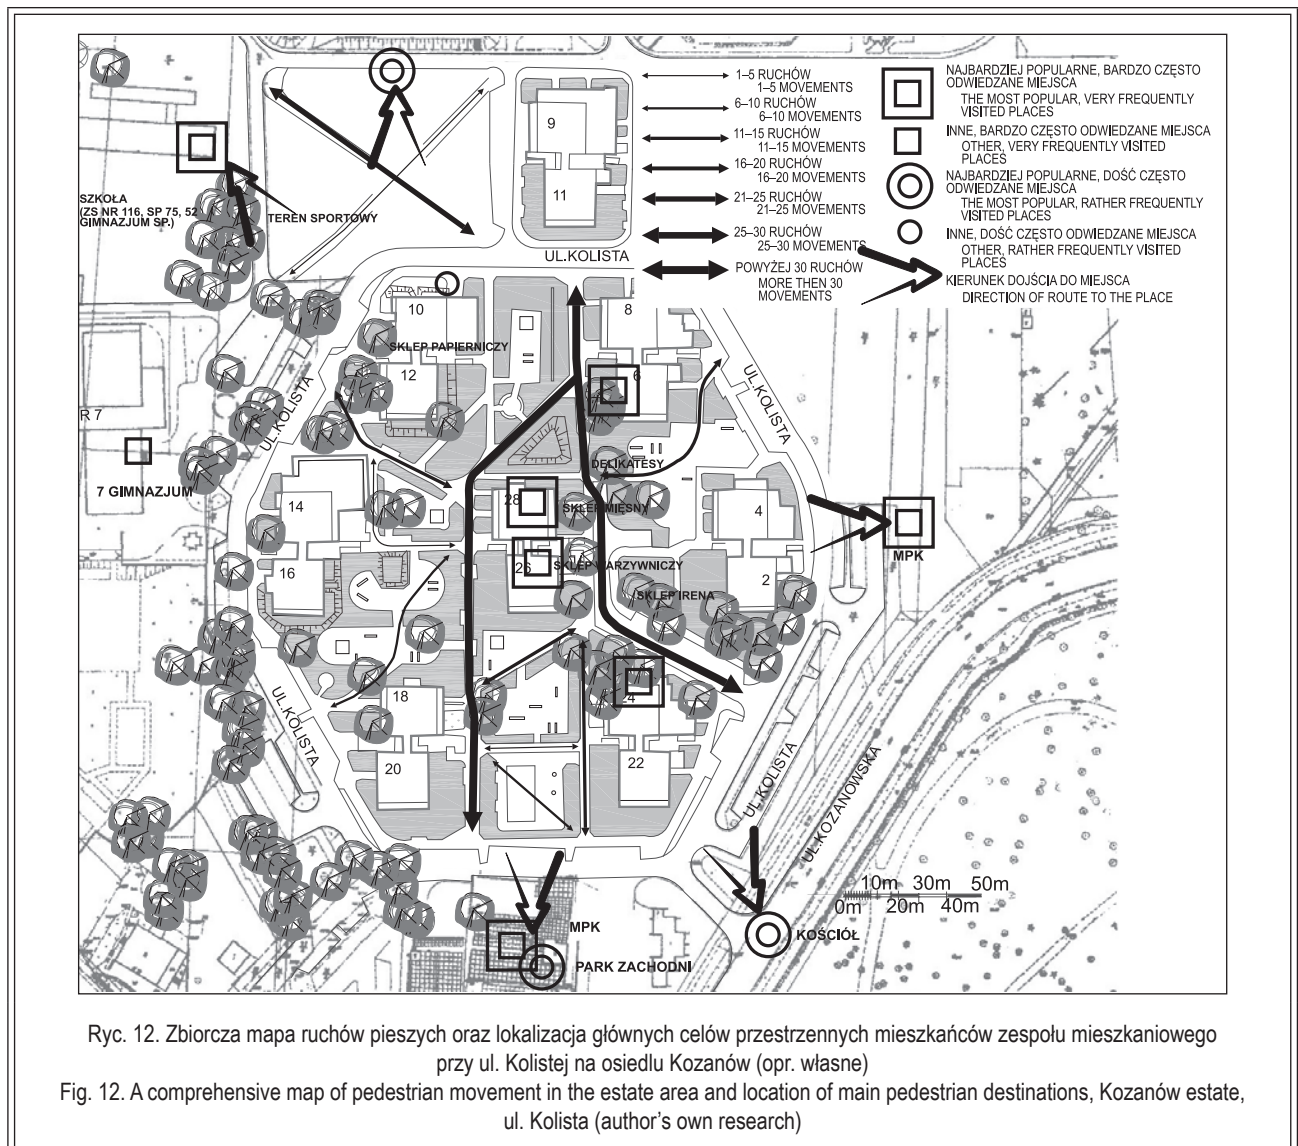 1–5 RUCHÓW
1–5 MOVEMENTS
6–10 RUCHÓW
6–10 MOVEMENTS
11–15 RUCHÓW
11–15 MOVEMENTS
16–20 RUCHÓW
16–20 MOVEMENTS
21–25 RUCHÓW
21–25 MOVEMENTS
25–30 RUCHÓW
25–30 MOVEMENTS
POWYŻEJ 30 RUCHÓW
MORE THEN 30
MOVEMENTS
NAJBARDZIEJ POPULARNE, BARDZO CZĘSTO
ODWIEDZANE MIEJSCA
THE MOST POPULAR, VERY FREQUENTLY
VISITED PLACES
INNE, BARDZO CZĘSTO ODWIEDZANE MIEJSCA
OTHER, VERY FREQUENTLY VISITED
PLACES
NAJBARDZIEJ POPULARNE, DOŚĆ CZĘSTO
ODWIEDZANE MIEJSCA
THE MOST POPULAR, RATHER FREQUENTLY
VISITED PLACES
INNE, DOŚĆ CZĘSTO ODWIEDZANE MIEJSCA
OTHER, RATHER FREQUENTLY VISITED
PLACES
KIERUNEK DOJŚCIA DO MIEJSCA
DIRECTION OF ROUTE TO THE PLACE
9
11
SZKOŁA
(ZS NR 116, SP 75, 52
GIMNAZJUM SP.)
TEREN SPORTOWY
UL.KOLISTA
10
8
SKLEP PAPIERNICZY
12
6
UL.KOLISTA
UL.KOLISTA
R 7
7 GIMNAZJUM
DELIKATESY
14
28
SKLEP MIĘSNY
4
MPK
16
26
SKLEP WARZYWNICZY
2
SKLEP IRENA
18
24
UL.KOLISTA
20
22
UL.KOLISTA
UL.KOZANOWSKA
10m 30m 50m
0m 20m 40m
MPK
KOŚCIÓŁ
PARK ZACHODNI
Ryc. 12. Zbiorcza mapa ruchów pieszych oraz lokalizacja głównych celów przestrzennych mieszkańców zespołu mieszkaniowego
przy ul. Kolistej na osiedlu Kozanów (opr. własne)
Fig. 12. A comprehensive map of pedestrian movement in the estate area and location of main pedestrian destinations, Kozanów estate,
ul. Kolista (author's own research)